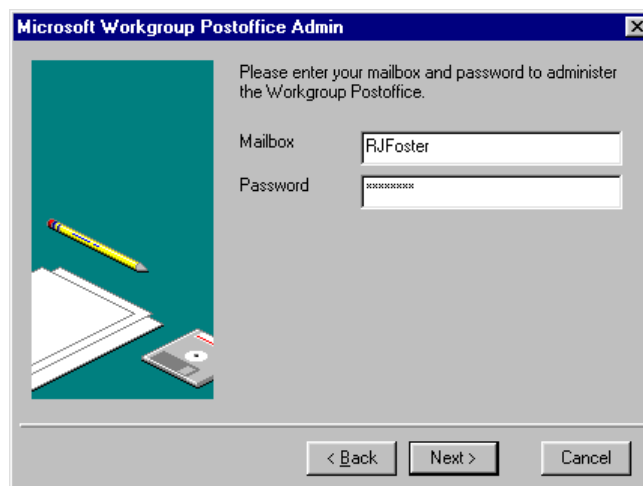 Microsoft Workgroup Postoffice Admin
Please enter your mailbox and password to administer
the Workgroup Postoffice.
Mailbox
RJFoster
Password
xxxxxxxx
< Back
Next >
Cancel